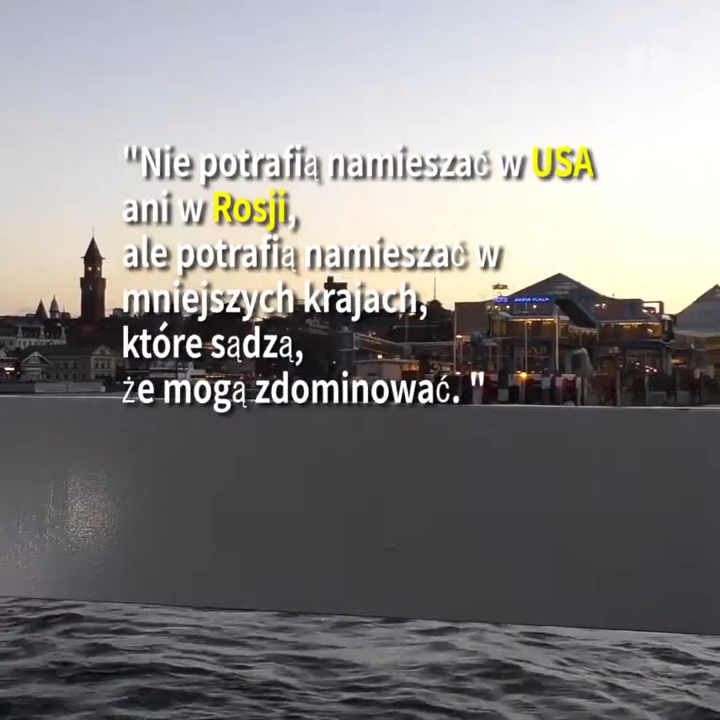 "Nie potrafią namieszać w USA
ani w Rosji,
ale potrafią namieszać w
mniejszych krajach,
które sądzą,
że mogą zdominować. "